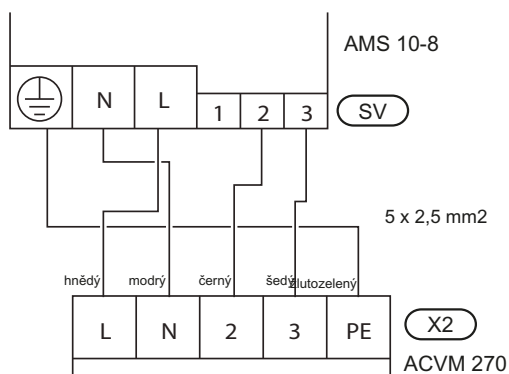 AMS 10-8
N L 1 2 3 SV
5 x 2,5 mm2
hnědý modrý černý šedý žlutozelený
L N 2 3 PE X2
ACVM 270